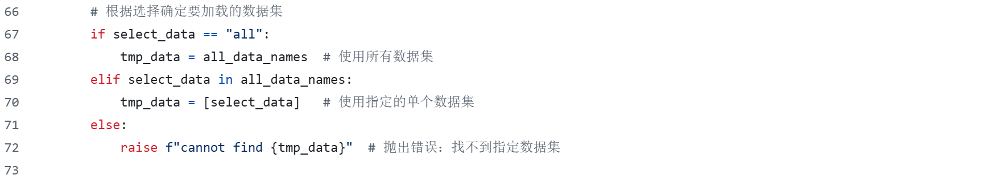 66 # 根据选择确定要加载的数据集
67 if select_data == "all":
68 tmp_data = all_data_names # 使用所有数据集
69 elif select_data in all_data_names:
70 tmp_data = [select_data] # 使用指定的单个数据集
71 else:
72 raise f"cannot find {tmp_data}" # 抛出错误：找不到指定数据集
73